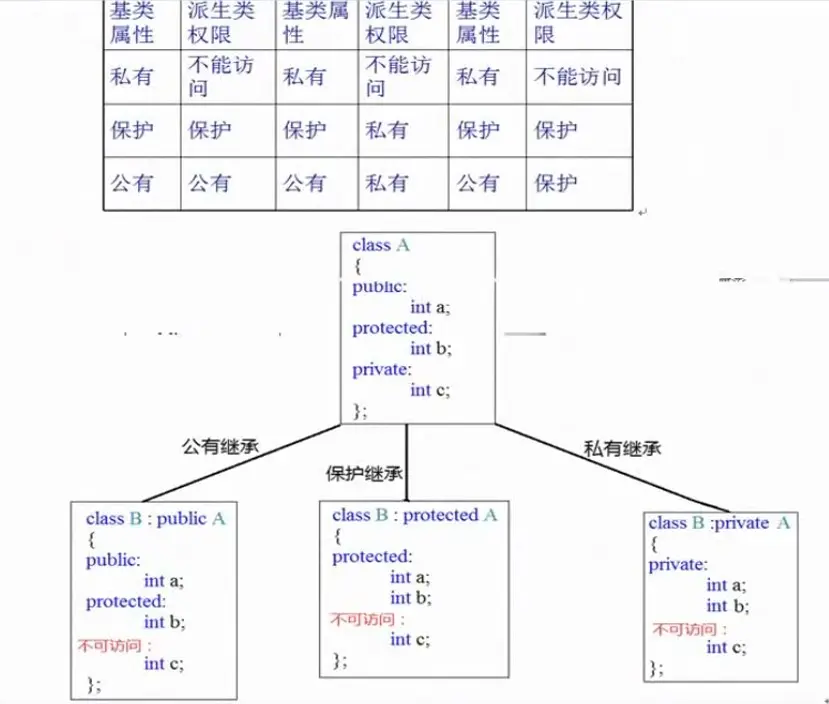 基类属性 派生类权限 基类属性 派生类权限 基类属性 派生类权限
私有 不能访问 私有 不能访问 私有 不能访问
保护 保护 保护 私有 保护 保护
公有 公有 公有 私有 公有 保护
class A
{
public:
int a;
protected:
int b;
private:
int c;
};
公有继承
保护继承
私有继承
class B : public A
{
public:
int a;
protected:
int b;
不可访问：
int c;
};
class B : protected A
{
protected:
int a;
int b;
不可访问：
int c;
};
class B :private A
{
private:
int a;
int b;
不可访问：
int c;
};